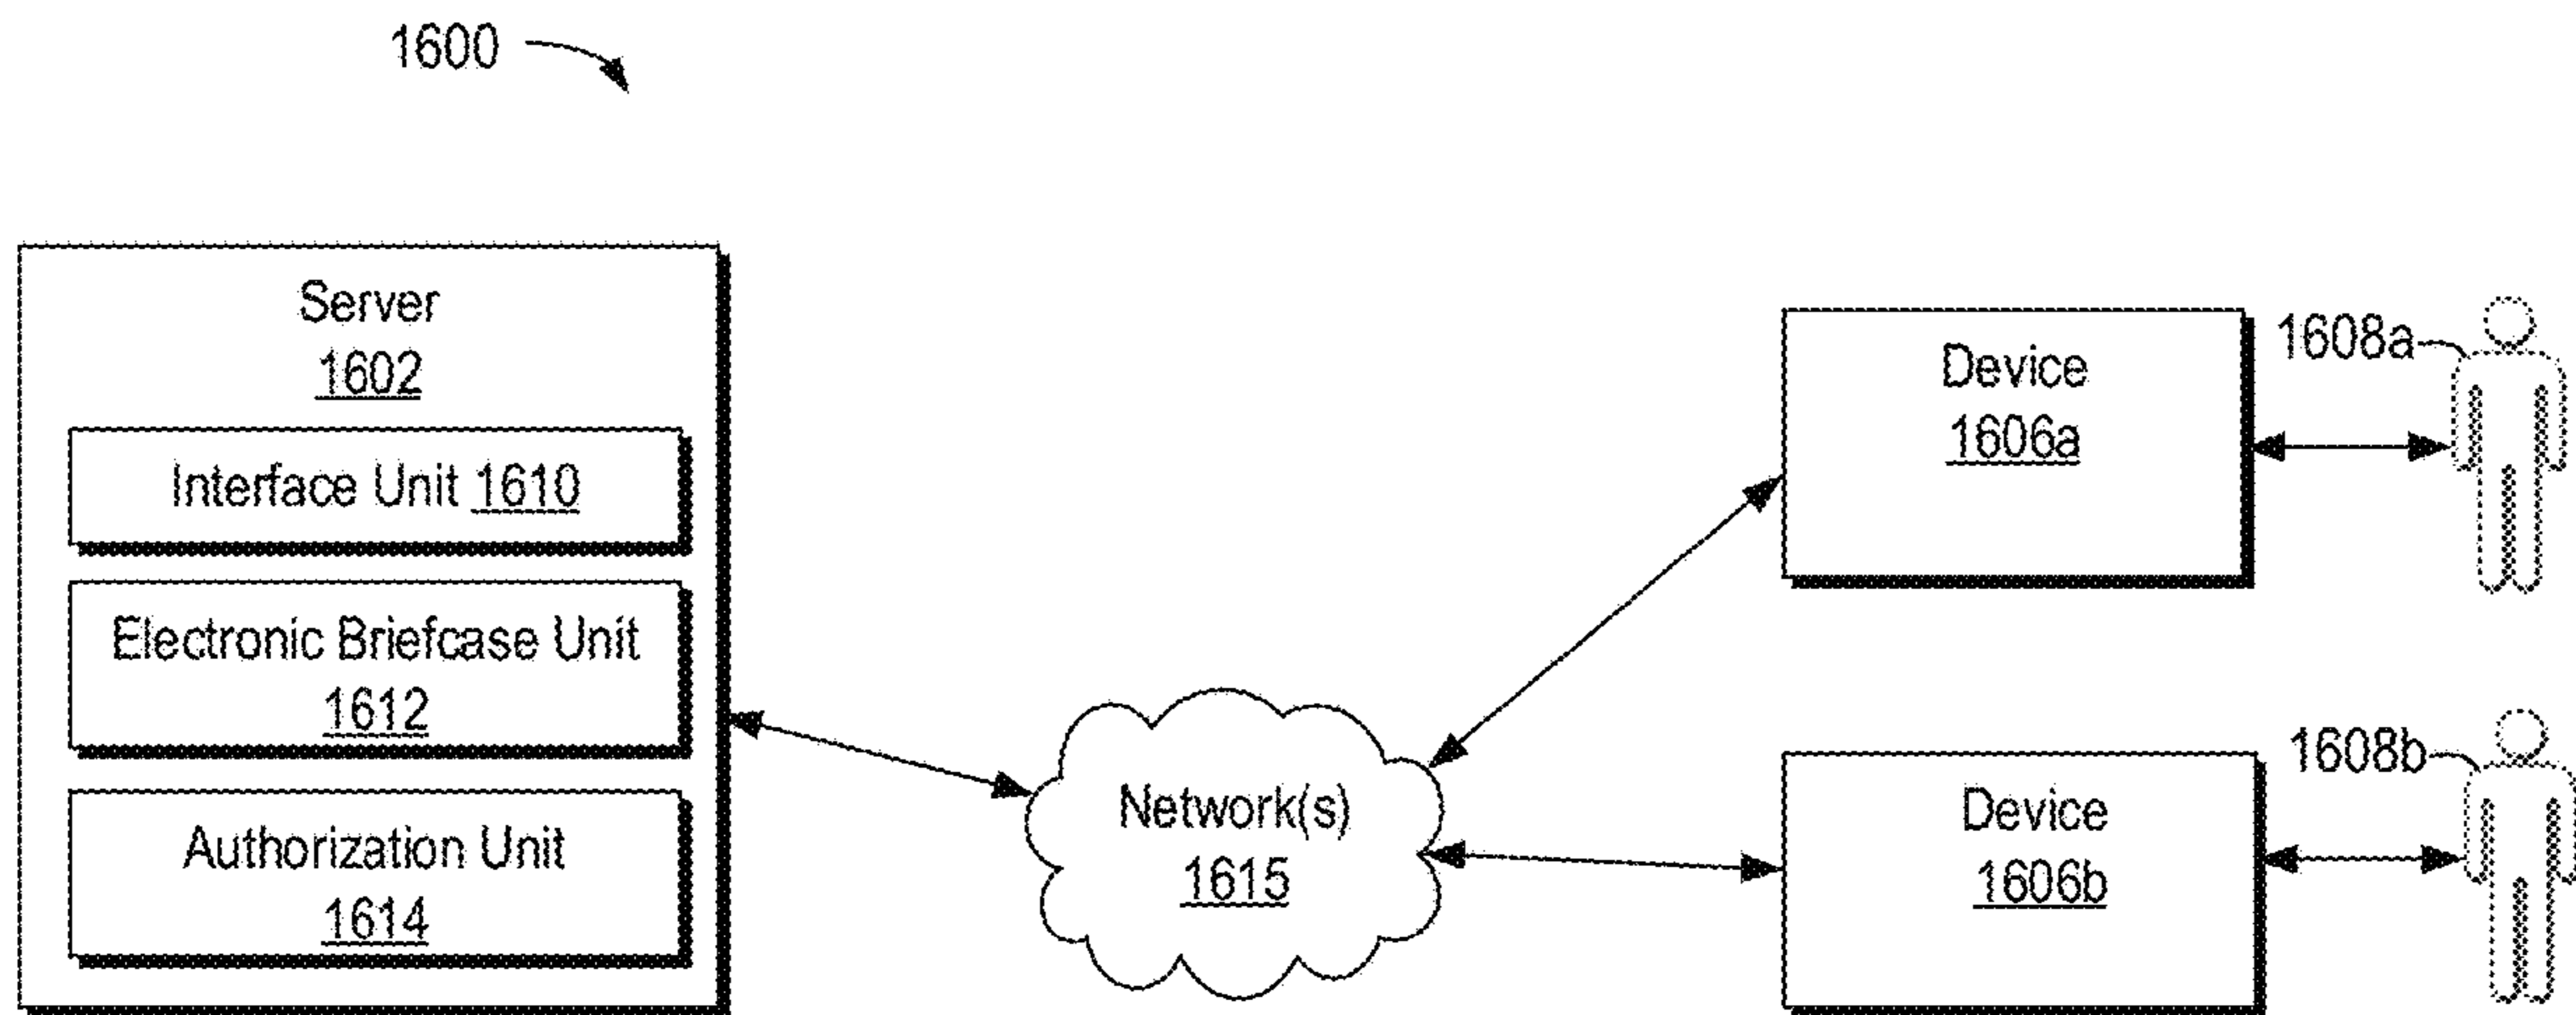 1600
Server
1602
Interface Unit 1610
Electronic Briefcase Unit
1612
Authorization Unit
1614
Network(s)
1615
Device
1606a
1608a
Device
1606b
1608b